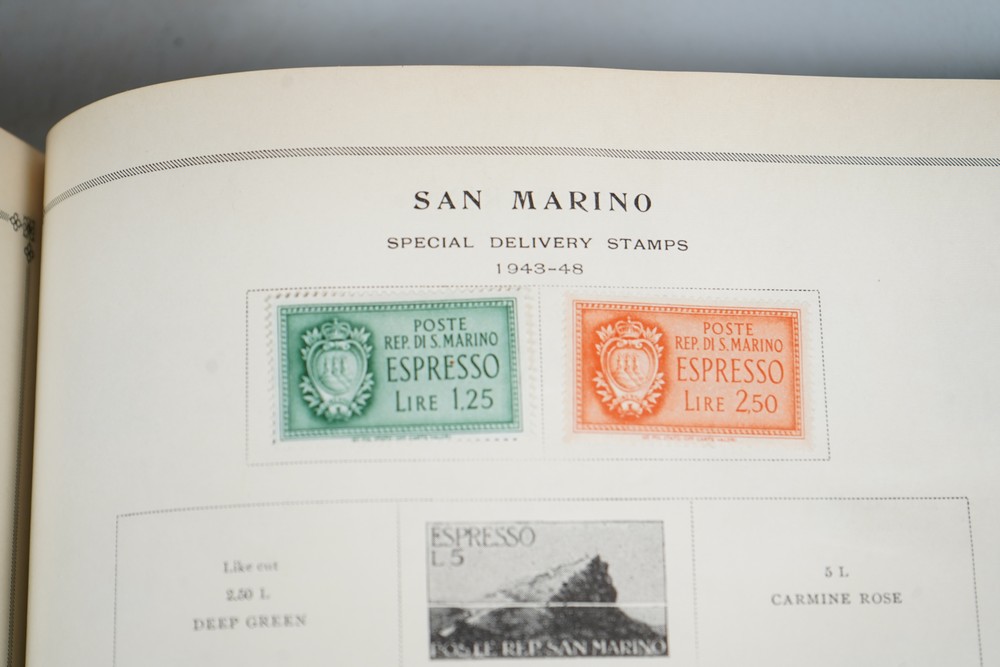 SAN MARINO
SPECIAL DELIVERY STAMPS
1943-48
POSTE
REP. DI S. MARINO
ESPRESSO
LIRE 1,25
POSTE
REP. DI S. MARINO
ESPRESSO
LIRE 2,50
Like cut
2.50 L
DEEP GREEN
ESPRESSO
L 5
POSTE REP. SAN MARINO
5 L
CARMINE ROSE